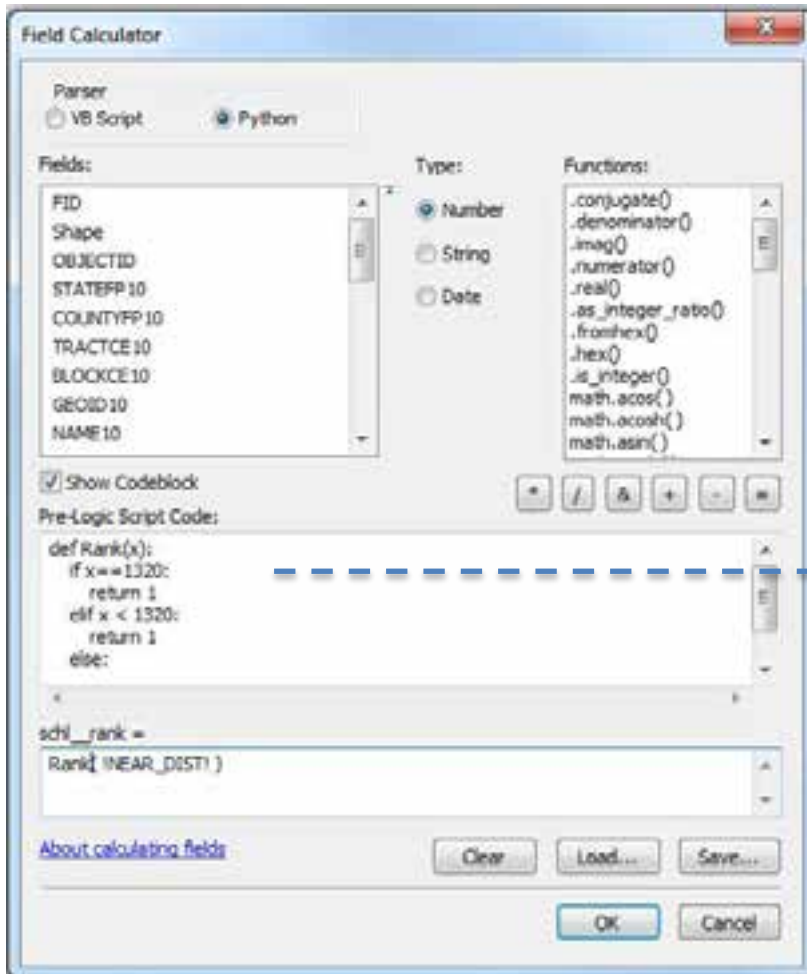 Field Calculator
Parser
VB Script
Python
Fields:
FID
Shape
OBJECTID
STATEFP10
COUNTYFP10
TRACTCE10
BLOCKCE10
GEOID10
NAME10
Type:
Number
String
Date
Functions:
.conjugate()
.denominator()
.imag()
.numerator()
.real()
.as_integer_ratio()
.fromhex()
.hex()
.is_integer()
math.acos( )
math.acosh( )
math.asin( )
Show Codeblock
* / & + - =
Pre-Logic Script Code:
def Rank(x):
if x==1320:
return 1
elif x < 1320:
return 1
else:
schl__rank =
Rank( !NEAR_DIST! )
About calculating fields
Clear
Load...
Save...
OK
Cancel